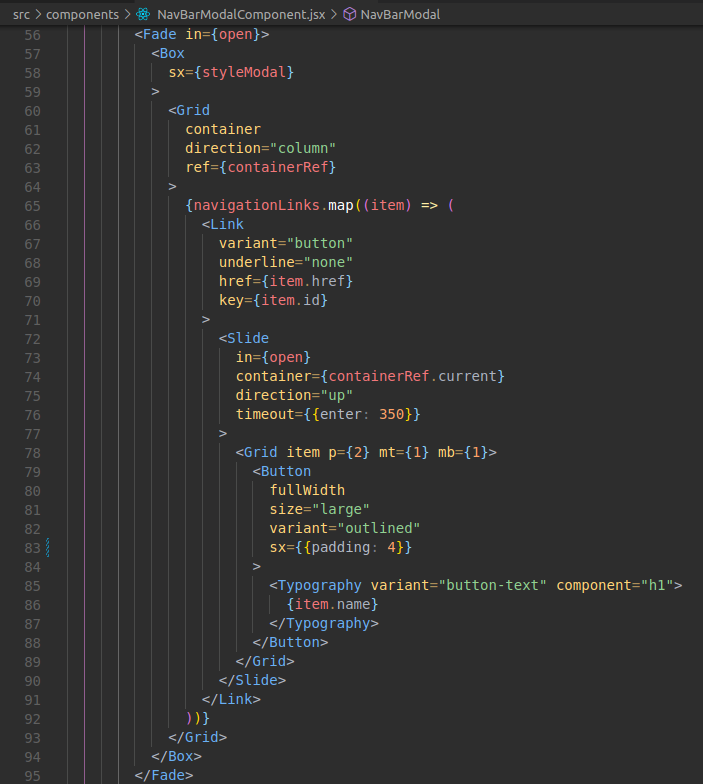 src > components > NavBarModalComponent.jsx > NavBarModal
56 <Fade in={open}>
57 <Box
58 sx={styleModal}
59 >
60 <Grid
61 container
62 direction="column"
63 ref={containerRef}
64 >
65 {navigationLinks.map((item) => (
66 <Link
67 variant="button"
68 underline="none"
69 href={item.href}
70 key={item.id}
71 >
72 <Slide
73 in={open}
74 container={containerRef.current}
75 direction="up"
76 timeout={{enter: 350}}
77 >
78 <Grid item p={2} mt={1} mb={1}>
79 <Button
80 fullWidth
81 size="large"
82 variant="outlined"
83 sx={{padding: 4}}
84 >
85 <Typography variant="button-text" component="h1">
86 {item.name}
87 </Typography>
88 </Button>
89 </Grid>
90 </Slide>
91 </Link>
92 ))}
93 </Grid>
94 </Box>
95 </Fade>